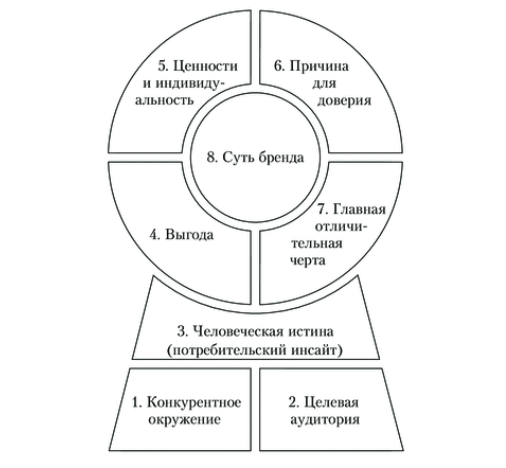 5. Ценности
и индивиду-
альность
6. Причина
для
доверия
8. Суть бренда
4. Выгода
7. Главная
отличи-
тельная
черта
3. Человеческая истина
(потребительский инсайт)
1. Конкурентное
окружение
2. Целевая
аудитория